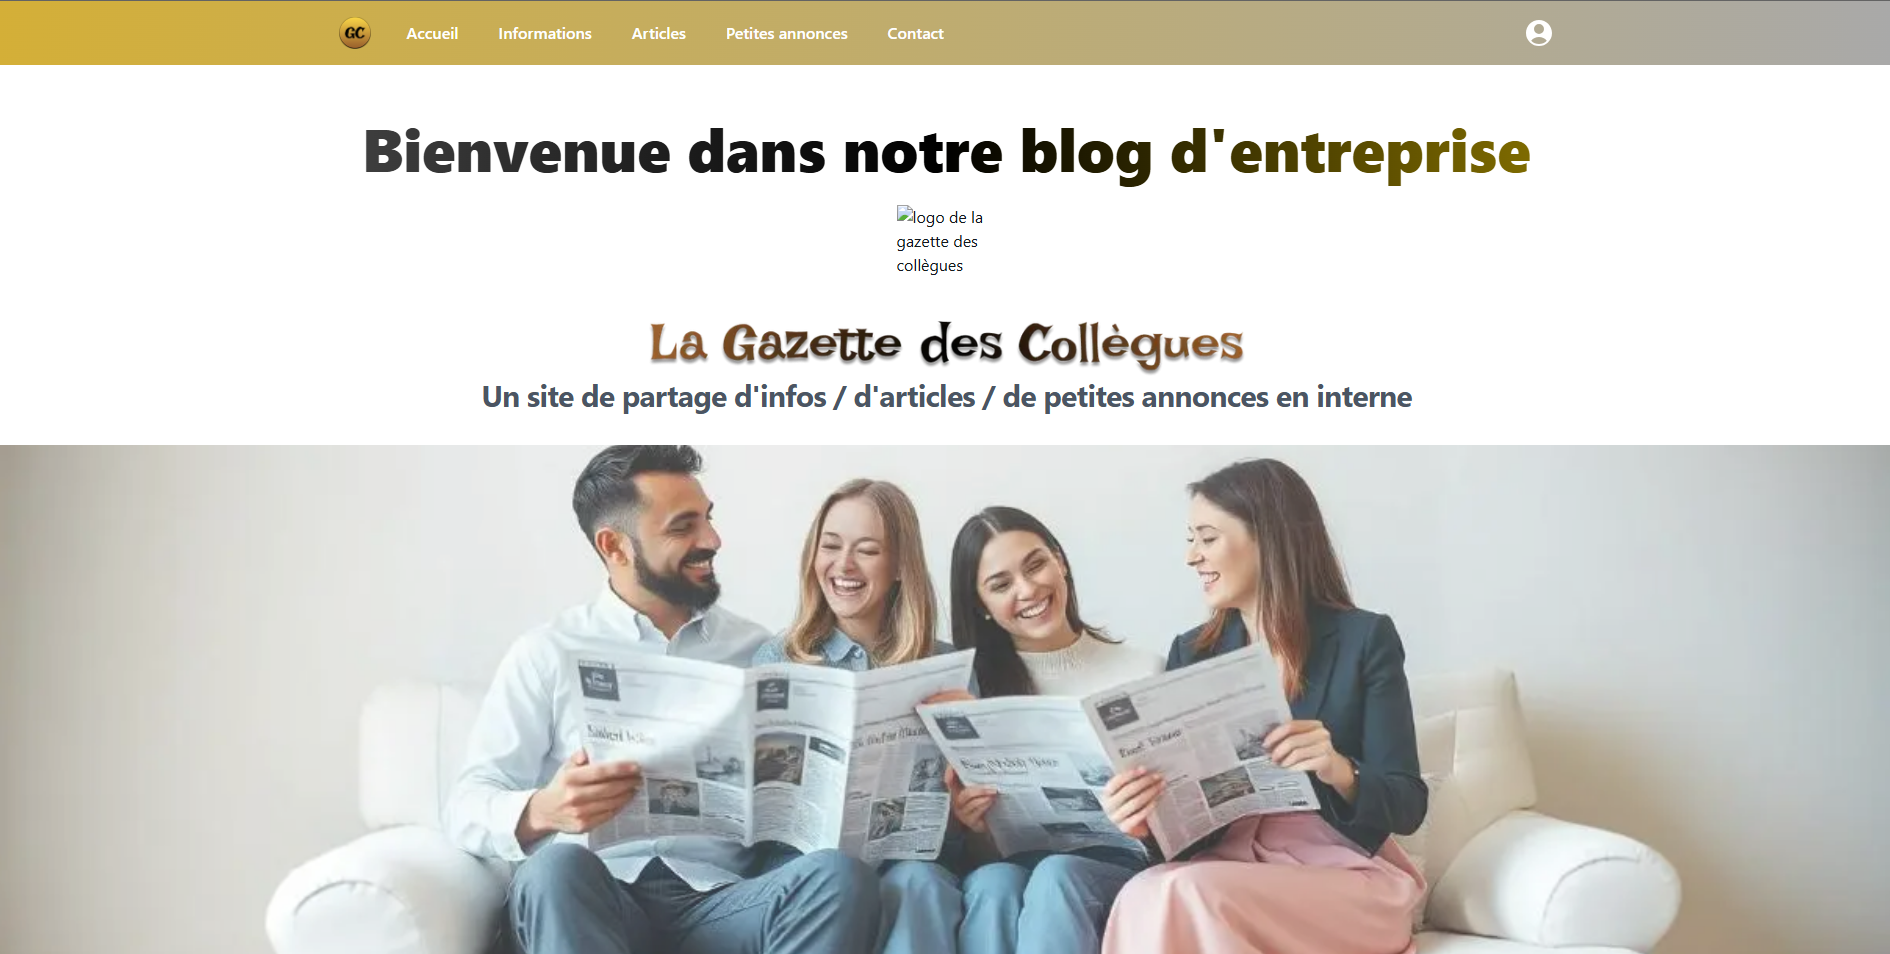 GC
Accueil
Informations
Articles
Petites annonces
Contact
Bienvenue dans notre blog d'entreprise
logo de la
gazette des
collègues
La Gazette des Collègues
Un site de partage d'infos / d'articles / de petites annonces en interne